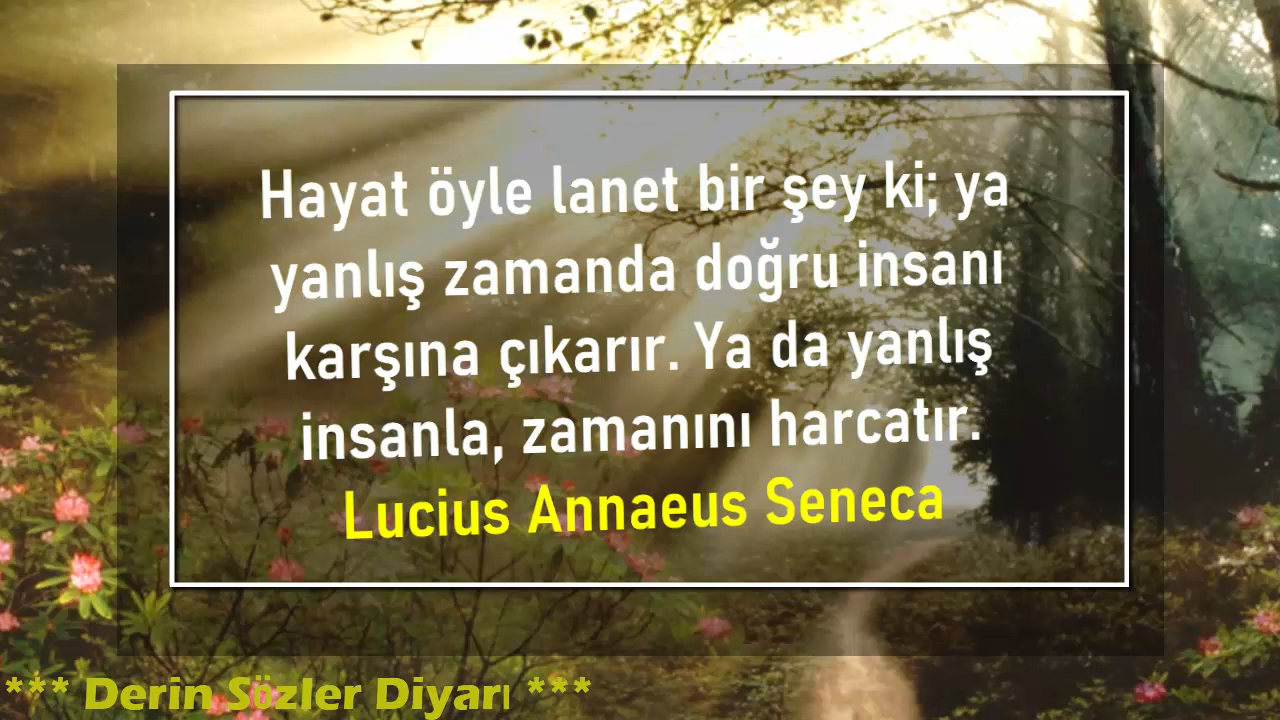 Hayat öyle lanet bir şey ki; ya
yanlış zamanda doğru insanı
karşına çıkarır. Ya da yanlış
insanla, zamanını harcatır.
Lucius Annaeus Seneca
*** Derin Sözler Diyarı ***